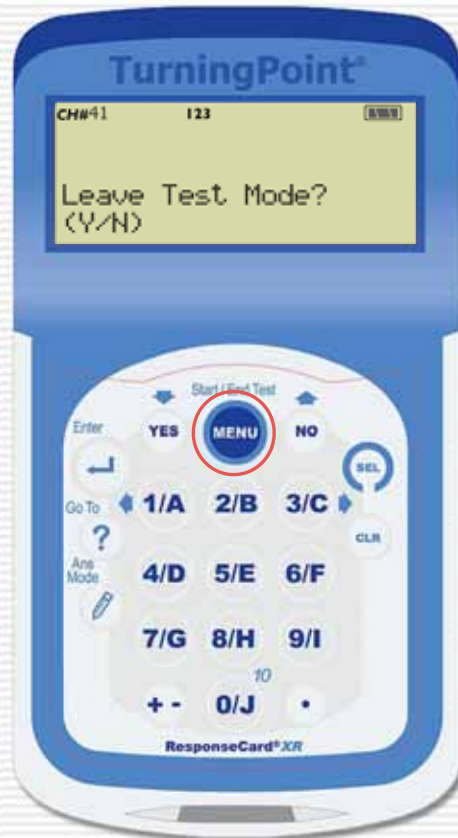 TurningPoint®
CH#41 123
Leave Test Mode?
(Y/N)
Start / End Test
Enter YES MENU NO
SEL
Go To 1/A 2/B 3/C
? CLR
Ans
Mode 4/D 5/E 6/F
7/G 8/H 9/I
10
+ - 0/J •
ResponseCard® XR